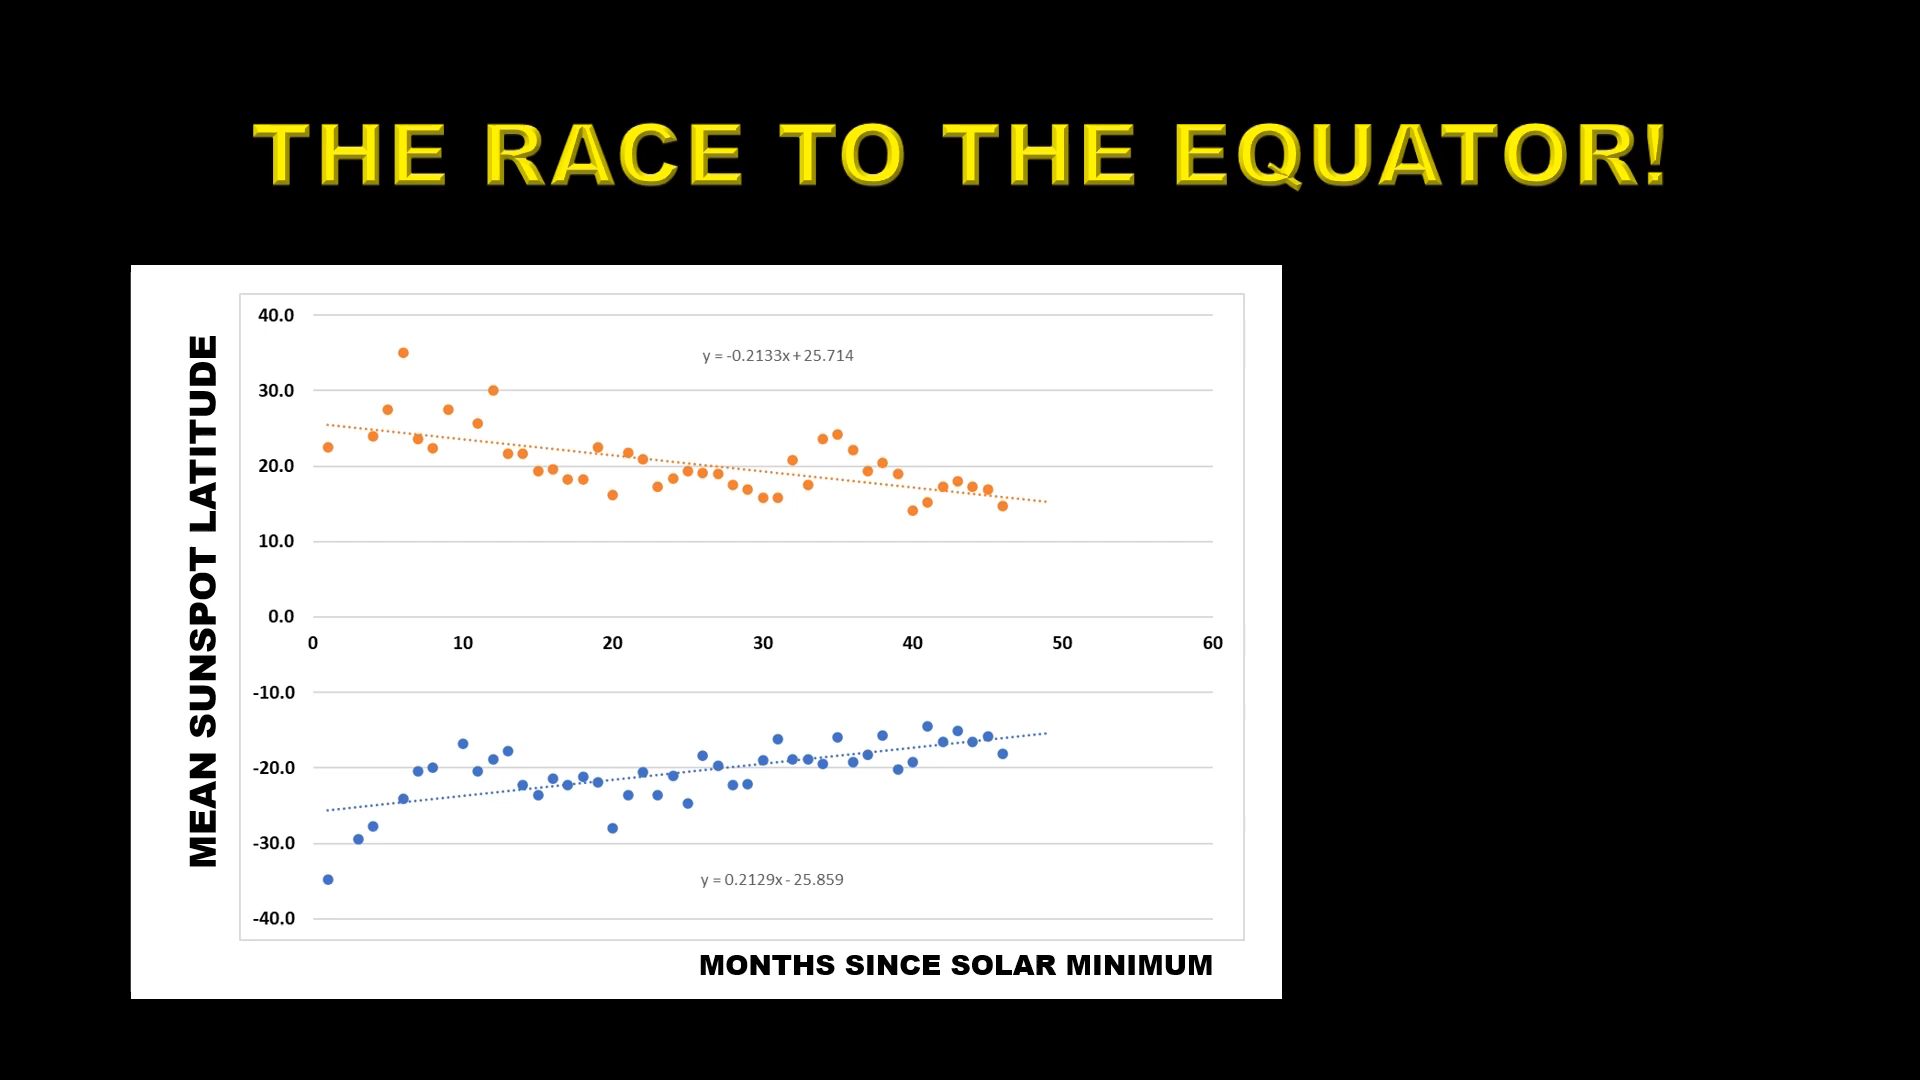 THE RACE TO THE EQUATOR!
MEAN SUNSPOT LATITUDE
40.0
y = -0.2133x + 25.714
30.0
20.0
10.0
0.0
0 10 20 30 40 50 60
-10.0
-20.0
-30.0
y = 0.2129x - 25.859
-40.0
MONTHS SINCE SOLAR MINIMUM